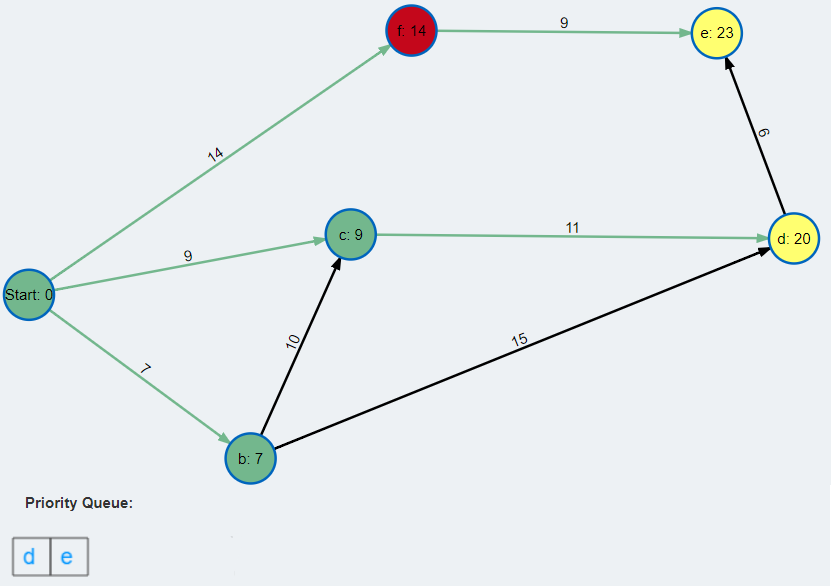 f: 14
9
e: 23
14
6
9
c: 9
11
d: 20
Start: 0
7
10
15
b: 7
Priority Queue:
d e